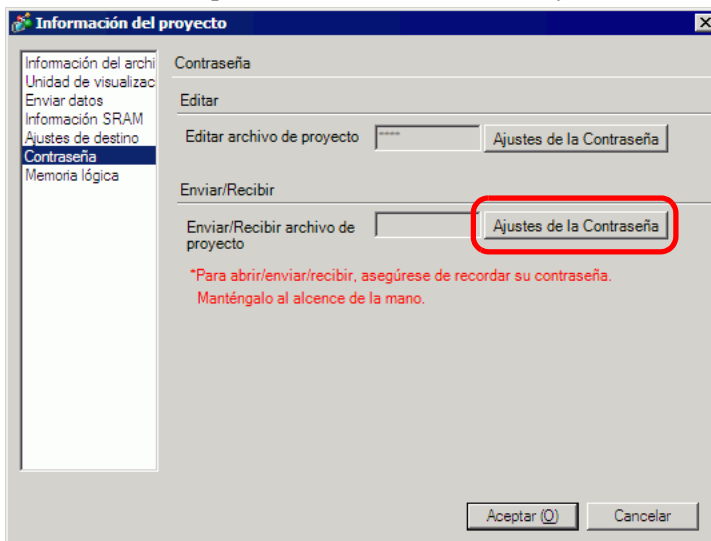 Información del proyecto
Información del archi
Unidad de visualizac
Enviar datos
Información SRAM
Ajustes de destino
Contraseña
Memoria lógica
Contraseña
Editar
Editar archivo de proyecto
**** Ajustes de la Contraseña
Enviar/Recibir
Enviar/Recibir archivo de
proyecto
Ajustes de la Contraseña
*Para abrir/enviar/recibir, asegúrese de recordar su contraseña.
Manténgalo al alcence de la mano.
Aceptar (O)
Cancelar